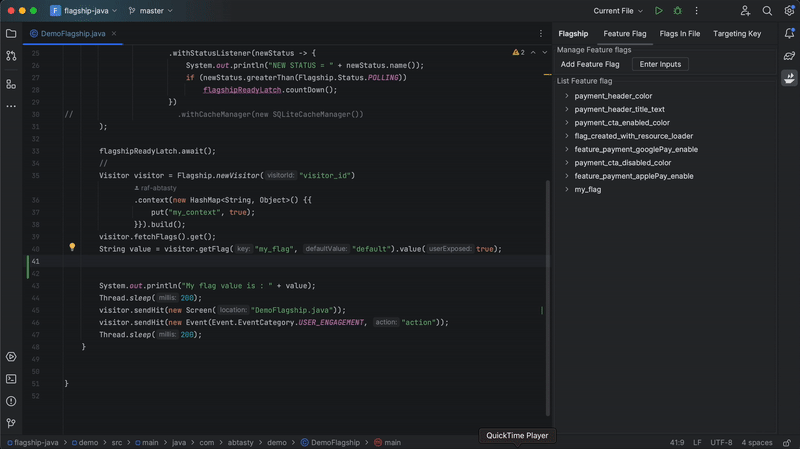 F flagship-java
master
Current File
DemoFlagship.java
2
25 .withStatusListener(newStatus -> {
26 System.out.println("NEW STATUS = " + newStatus.name());
27 if (newStatus.greaterThan(Flagship.Status.POLLING))
28 flagshipReadyLatch.countDown();
29 })
30 // .withCacheManager(new SQLiteCacheManager())
31 );
32
33 flagshipReadyLatch.await();
34 //
35 Visitor visitor = Flagship.newVisitor( visitorId: "visitor_id")
raf-abtasty
36 .context(new HashMap<String, Object>() {{
37 put("my_context", true);
38 }}).build();
39 visitor.fetchFlags().get();
40 String value = visitor.getFlag( key: "my_flag", defaultValue: "default").value( userExposed: true);
41
42
43 System.out.println("My flag value is : " + value);
44 Thread.sleep( millis: 200);
45 visitor.sendHit(new Screen( location: "DemoFlagship.java"));
46 visitor.sendHit(new Event(Event.EventCategory.USER_ENGAGEMENT, action: "action"));
47 Thread.sleep( millis: 200);
48 }
49
50
51 }
52
Flagship Feature Flag Flags In File Targeting Key
Manage Feature flags
Add Feature Flag Enter Inputs
List Feature flag
payment_header_color
payment_header_title_text
payment_cta_enabled_color
flag_created_with_resource_loader
feature_payment_googlePay_enable
payment_cta_disabled_color
feature_payment_applePay_enable
my_flag
QuickTime Player
flagship-java > demo > src > main > java > com > abtasty > demo > DemoFlagship > main
41:9 LF UTF-8 4 spaces